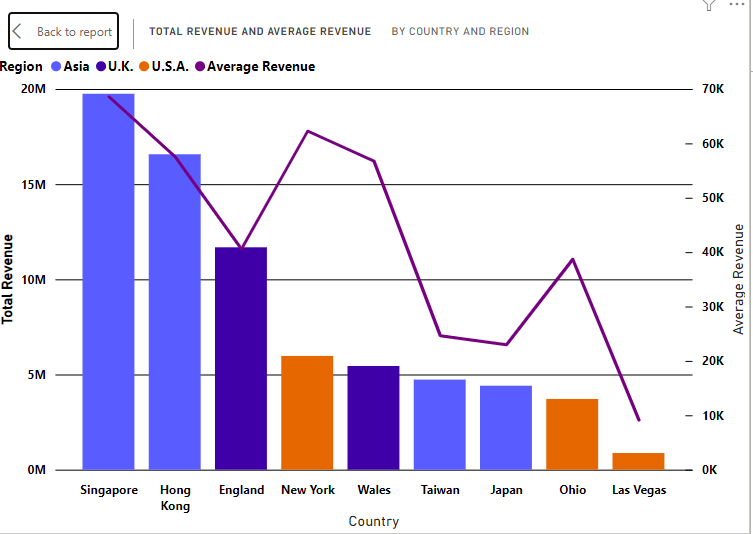 Back to report
TOTAL REVENUE AND AVERAGE REVENUE
BY COUNTRY AND REGION
Region Asia U.K. U.S.A. Average Revenue
20M
15M
10M
5M
0M
Total Revenue
70K
60K
50K
40K
30K
20K
10K
0K
Average Revenue
Singapore
Hong
Kong
England
New York
Wales
Taiwan
Japan
Ohio
Las Vegas
Country